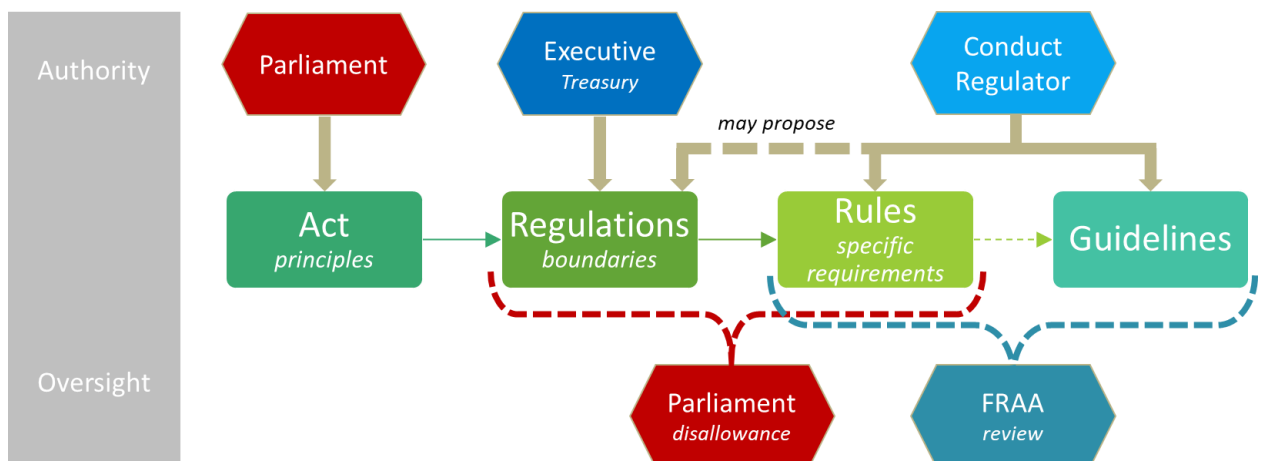 Authority
Parliament
Executive
Treasury
Conduct
Regulator
may propose
Act
principles
Regulations
boundaries
Rules
specific
requirements
Guidelines
Oversight
Parliament
disallowance
FRAA
review